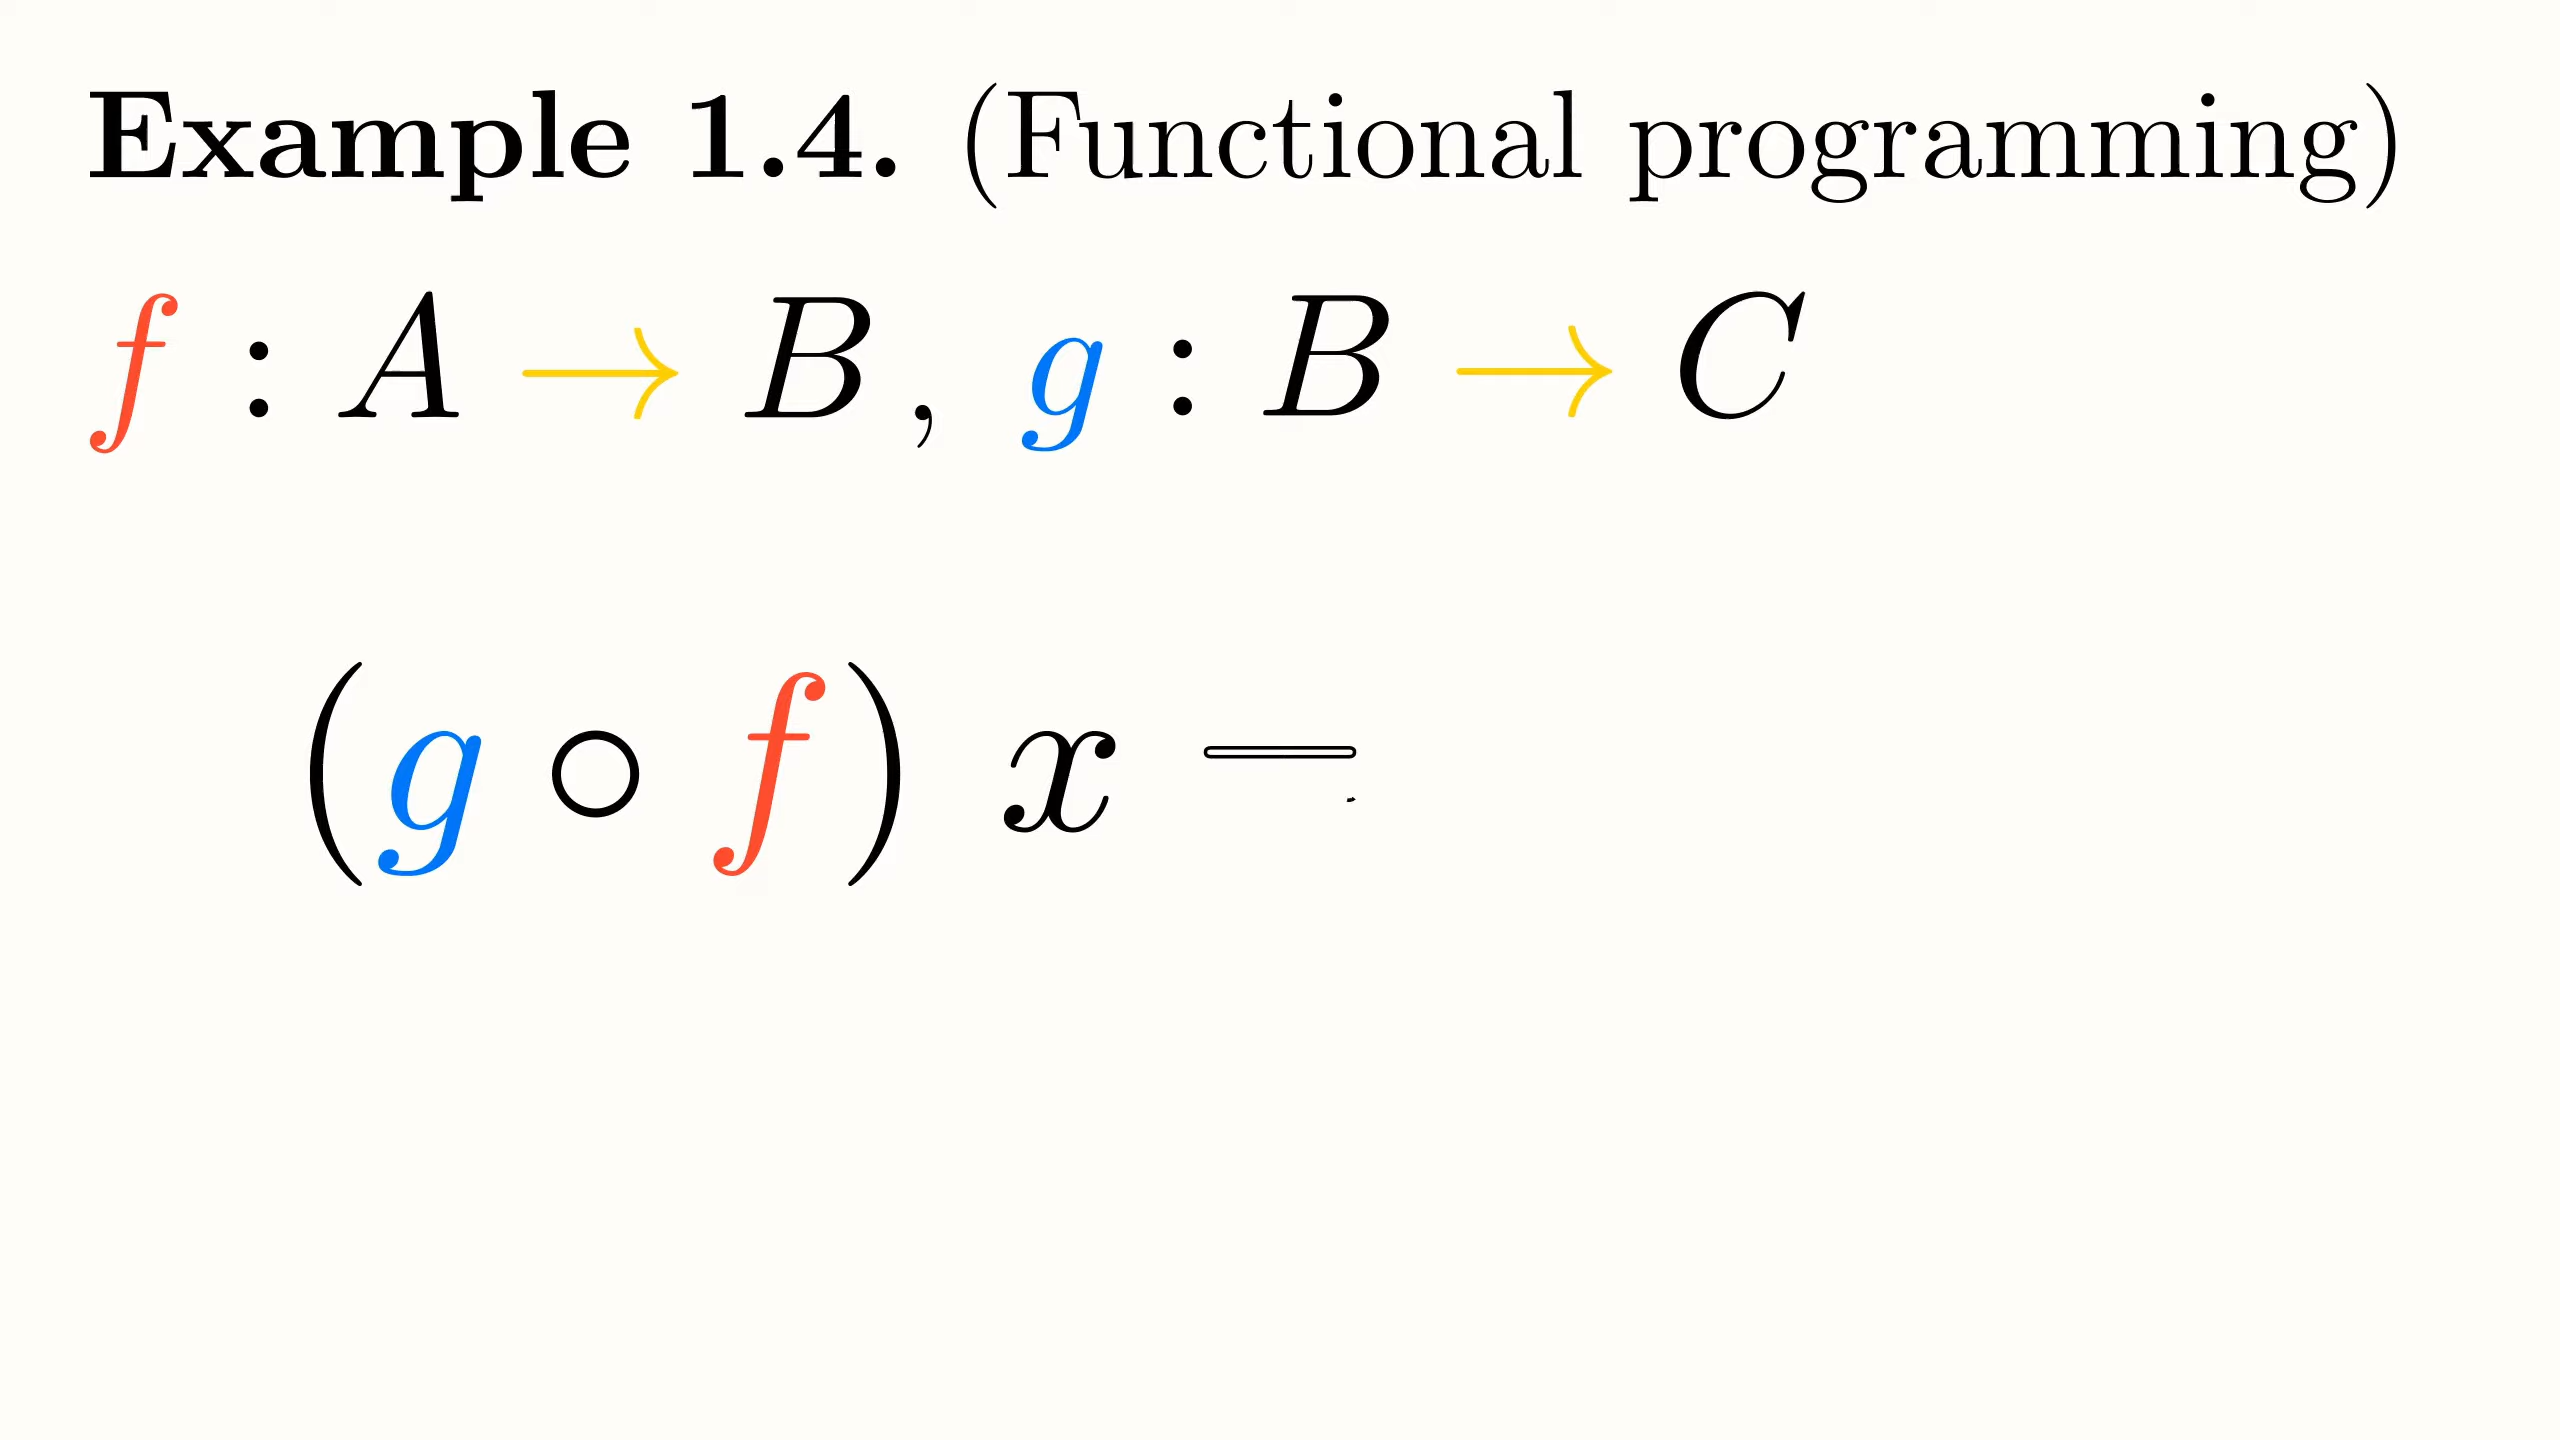 Example 1.4. (Functional programming)
f : A → B, g : B → C
(g ∘ f) x